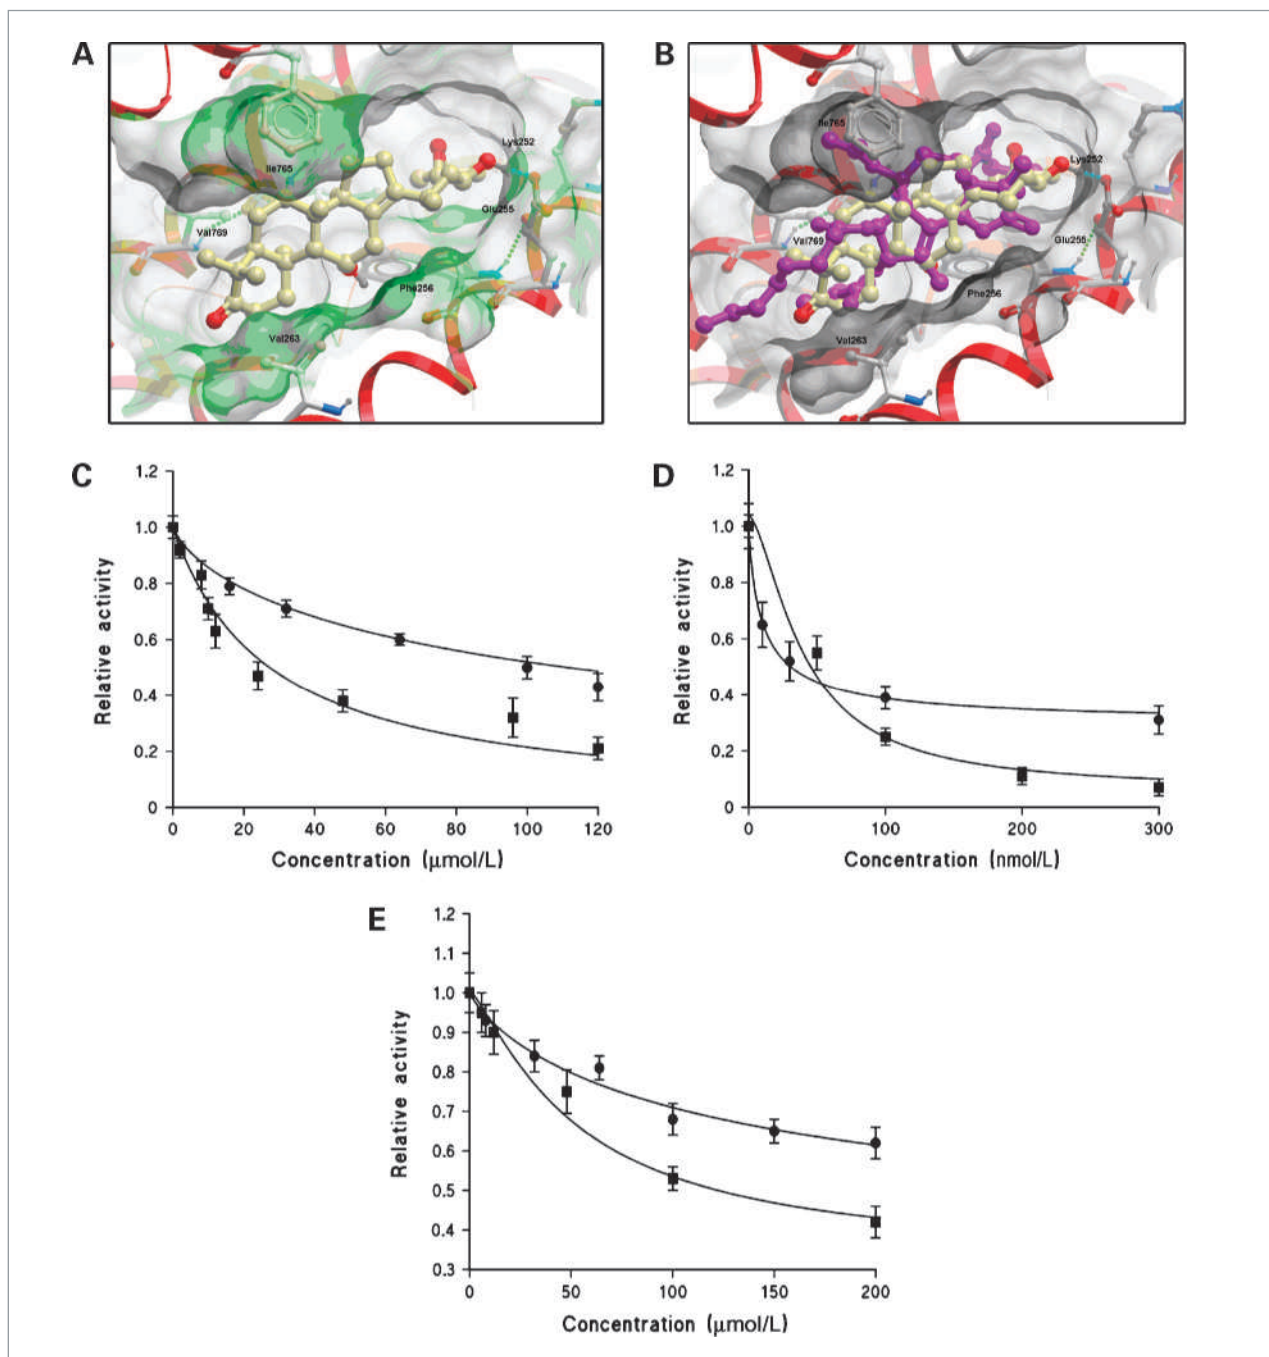 A
B
Ile765
Lys252
Glu255
Val769
Phe256
Val263
Ile765
Lys252
Glu255
Val769
Phe256
Val263
C
1.2
1.0
0.8
0.6
0.4
0.2
0
Relative activity
0 20 40 60 80 100 120
Concentration (μmol/L)
D
1.2
1.0
0.8
0.6
0.4
0.2
0
Relative activity
0 100 200 300
Concentration (nmol/L)
E
1.2
1.1
1.0
0.9
0.8
0.7
0.6
0.5
0.4
0.3
Relative activity
0 50 100 150 200
Concentration (μmol/L)